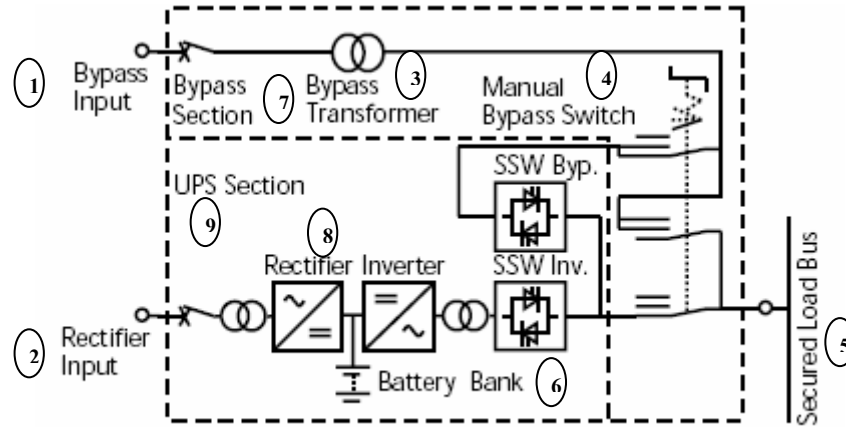 1
Bypass
Input
Bypass
Section
7
Bypass
Transformer
3
Manual
Bypass Switch
4
SSW Byp.
UPS Section
9
8
Rectifier
Inverter
SSW Inv.
2
Rectifier
Input
Battery Bank
6
Secured Load Bus
5